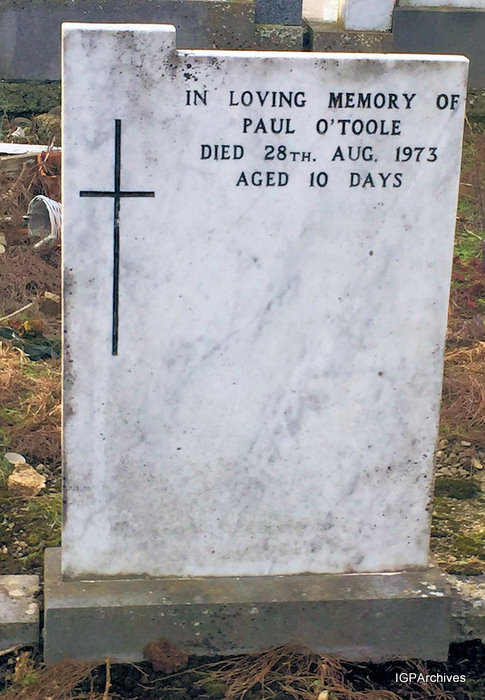 IN LOVING MEMORY OF
PAUL O'TOOLE
DIED 28TH. AUG. 1973
AGED 10 DAYS
IGPArchives